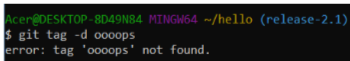 Acer@DESKTOP-8D49N84 MINGW64 ~/hello (release-2.1)
$ git tag -d oooops
error: tag 'oooops' not found.